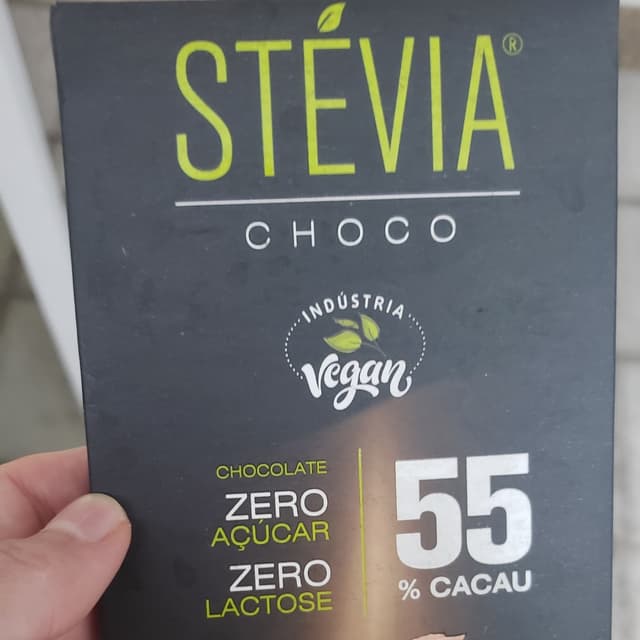 STÉVIA®
CHOCO
INDÚSTRIA
Vegan
CHOCOLATE
ZERO
AÇÚCAR
ZERO
LACTOSE
55
% CACAU